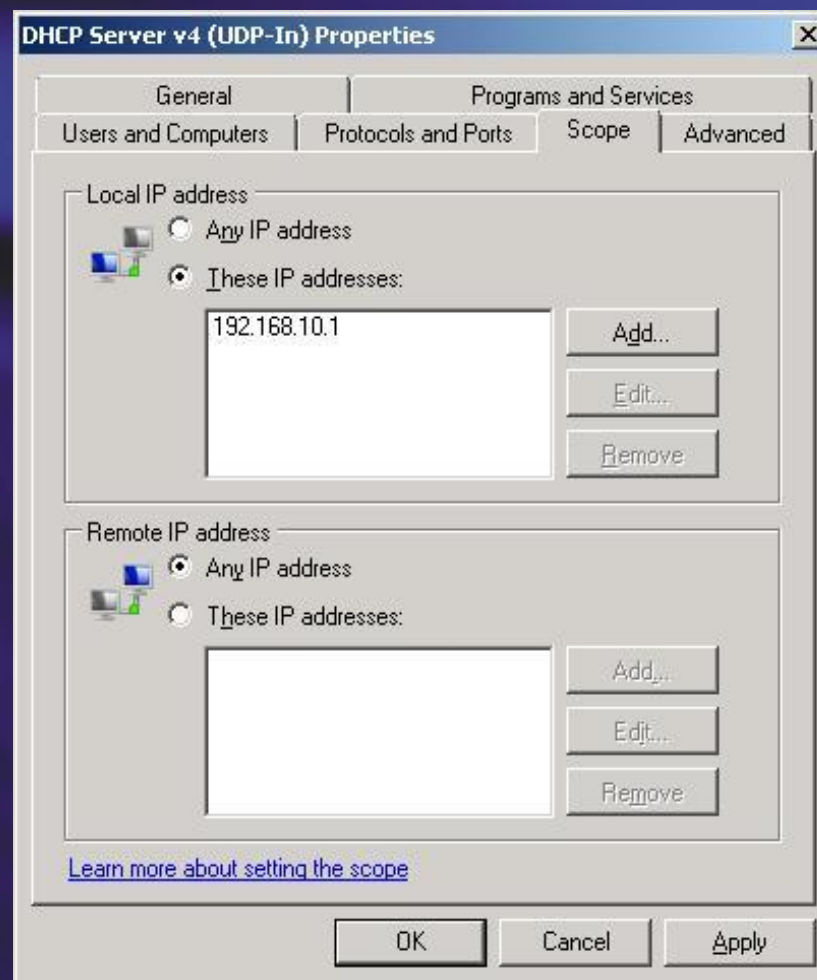 DHCP Server v4 (UDP-In) Properties
General Programs and Services
Users and Computers Protocols and Ports Scope Advanced
Local IP address
Any IP address
These IP addresses:
192.168.10.1
Add...
Edit...
Remove
Remote IP address
Any IP address
These IP addresses:
Add...
Edit...
Remove
Learn more about setting the scope
OK Cancel Apply